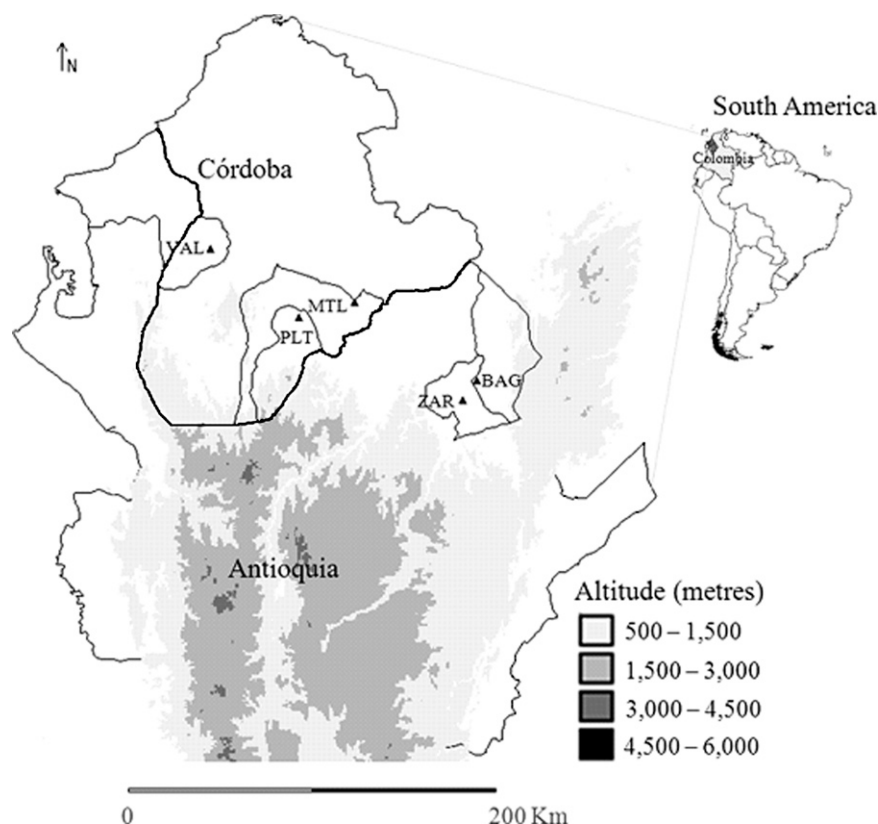 N
South America
Colombia
Córdoba
VAL
MTL
PLT
BAG
ZAR
Antioquia
Altitude (metres)
500 – 1,500
1,500 – 3,000
3,000 – 4,500
4,500 – 6,000
0 200 Km